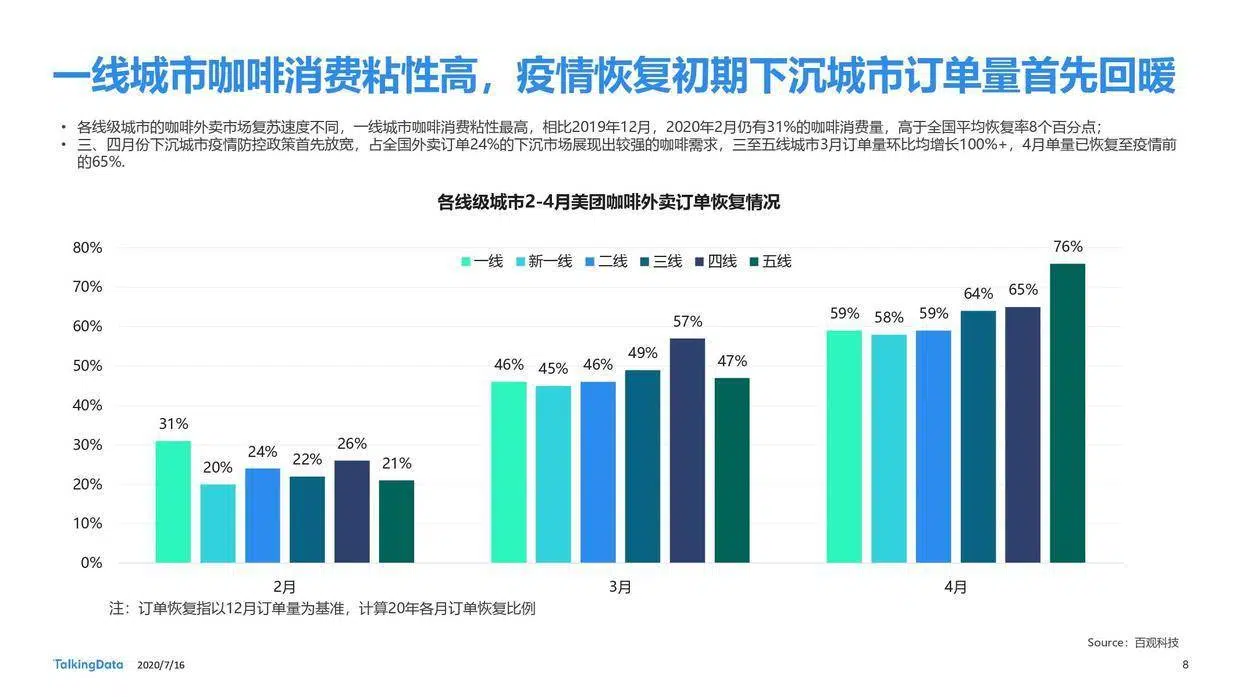 一线城市咖啡消费粘性高，疫情恢复初期下沉城市订单量首先回暖
• 各线级城市的咖啡外卖市场复苏速度不同，一线城市咖啡消费粘性最高，相比2019年12月，2020年2月仍有31%的咖啡消费量，高于全国平均恢复率8个百分点；
• 三、四月份下沉城市疫情防控政策首先放宽，占全国外卖订单24%的下沉市场展现出较强的咖啡需求，三至五线城市3月订单量环比均增长100%+，4月单量已恢复至疫情前
的65%.
各线级城市2-4月美团咖啡外卖订单恢复情况
一线 新一线 二线 三线 四线 五线
80%
70%
60%
50%
40%
30%
20%
10%
0%
31% 20% 24% 22% 26% 21%
46% 45% 46% 49% 57% 47%
59% 58% 59% 64% 65% 76%
2月 3月 4月
注：订单恢复指以12月订单量为基准，计算20年各月订单恢复比例
Source：百观科技
TalkingData 2020/7/16 8